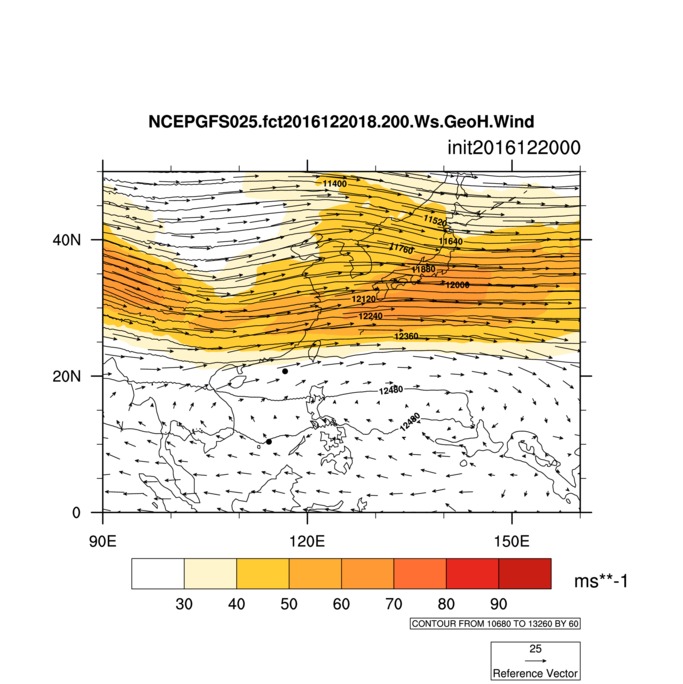 NCEPGFS025.fct2016122018.200.Ws.GeoH.Wind
init2016122000
11400
11520
40N
11640
11760
11880
12000
12120
12240
12360
20N
12480
12480
0
90E 120E 150E
ms**-1
30 40 50 60 70 80 90
CONTOUR FROM 10680 TO 13260 BY 60
25
Reference Vector